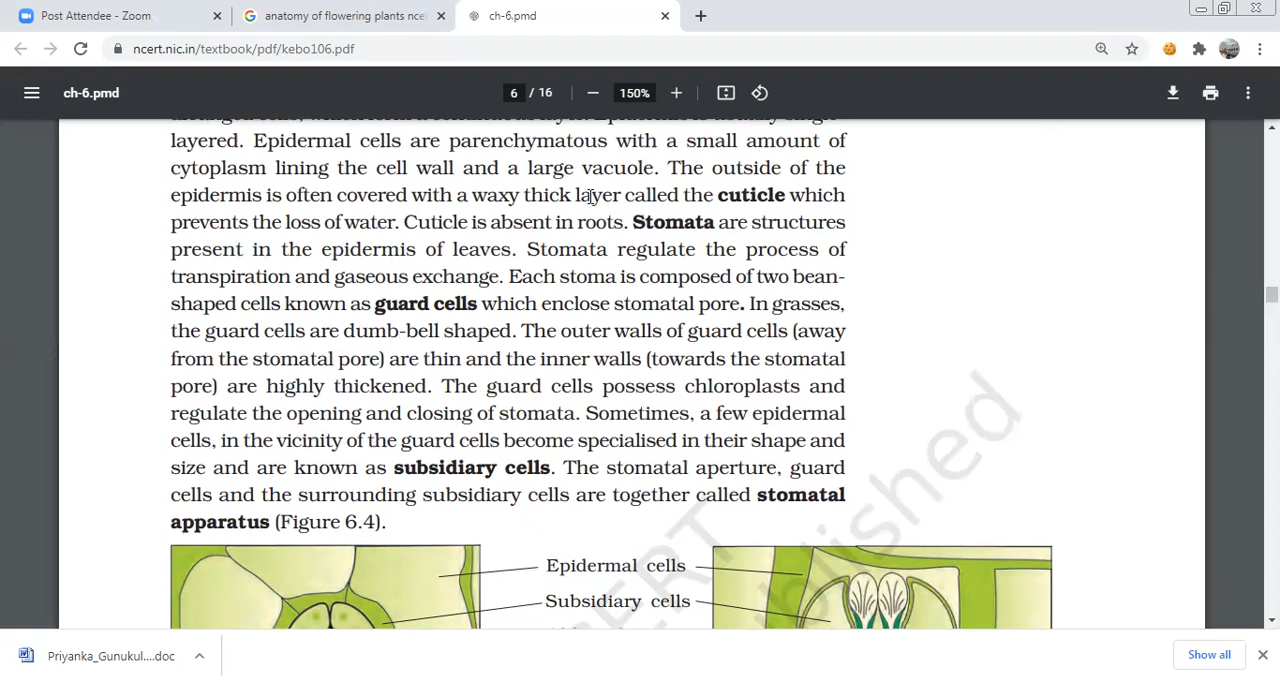 Post Attendee - Zoom
anatomy of flowering plants nce
ch-6.pmd
ncert.nic.in/textbook/pdf/kebo106.pdf
ch-6.pmd
6 / 16
150%
layered. Epidermal cells are parenchymatous with a small amount of
cytoplasm lining the cell wall and a large vacuole. The outside of the
epidermis is often covered with a waxy thick layer called the cuticle which
prevents the loss of water. Cuticle is absent in roots. Stomata are structures
present in the epidermis of leaves. Stomata regulate the process of
transpiration and gaseous exchange. Each stoma is composed of two bean-
shaped cells known as guard cells which enclose stomatal pore. In grasses,
the guard cells are dumb-bell shaped. The outer walls of guard cells (away
from the stomatal pore) are thin and the inner walls (towards the stomatal
pore) are highly thickened. The guard cells possess chloroplasts and
regulate the opening and closing of stomata. Sometimes, a few epidermal
cells, in the vicinity of the guard cells become specialised in their shape and
size and are known as subsidiary cells. The stomatal aperture, guard
cells and the surrounding subsidiary cells are together called stomatal
apparatus (Figure 6.4).
Epidermal cells
Subsidiary cells
Priyanka_Gunukul....doc
Show all